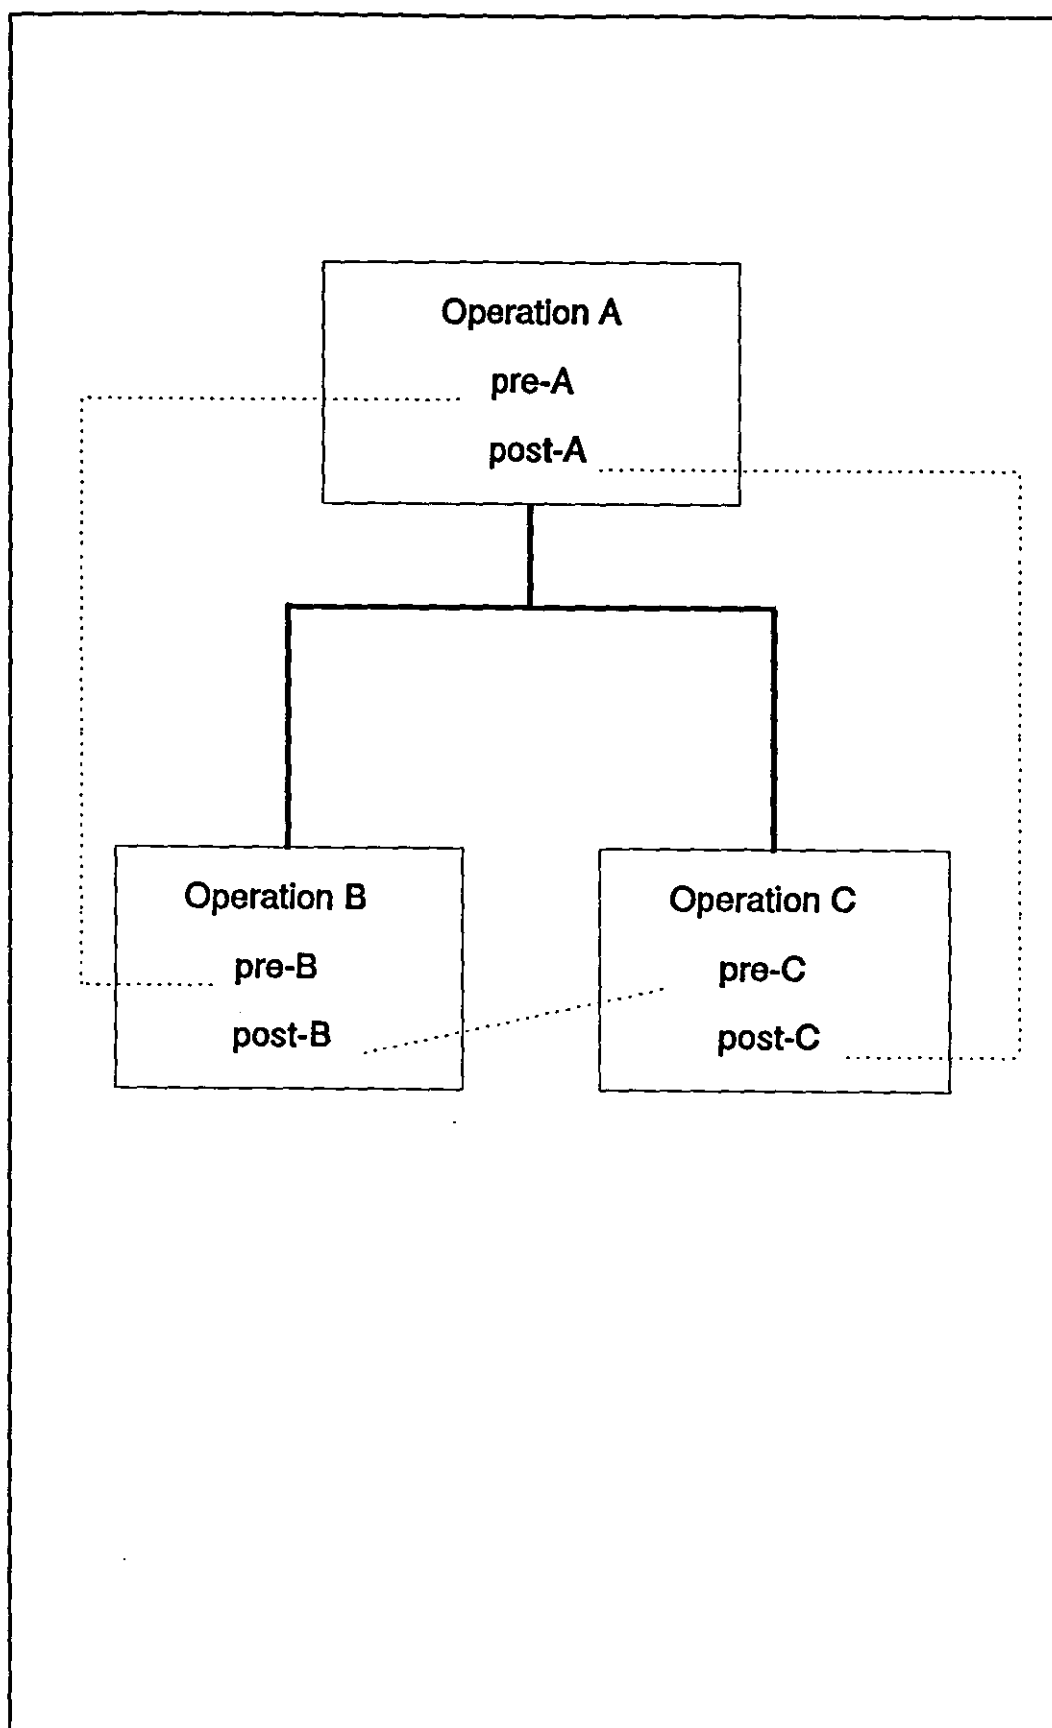 Operation A
pre-A
post-A
Operation B
pre-B
post-B
Operation C
pre-C
post-C